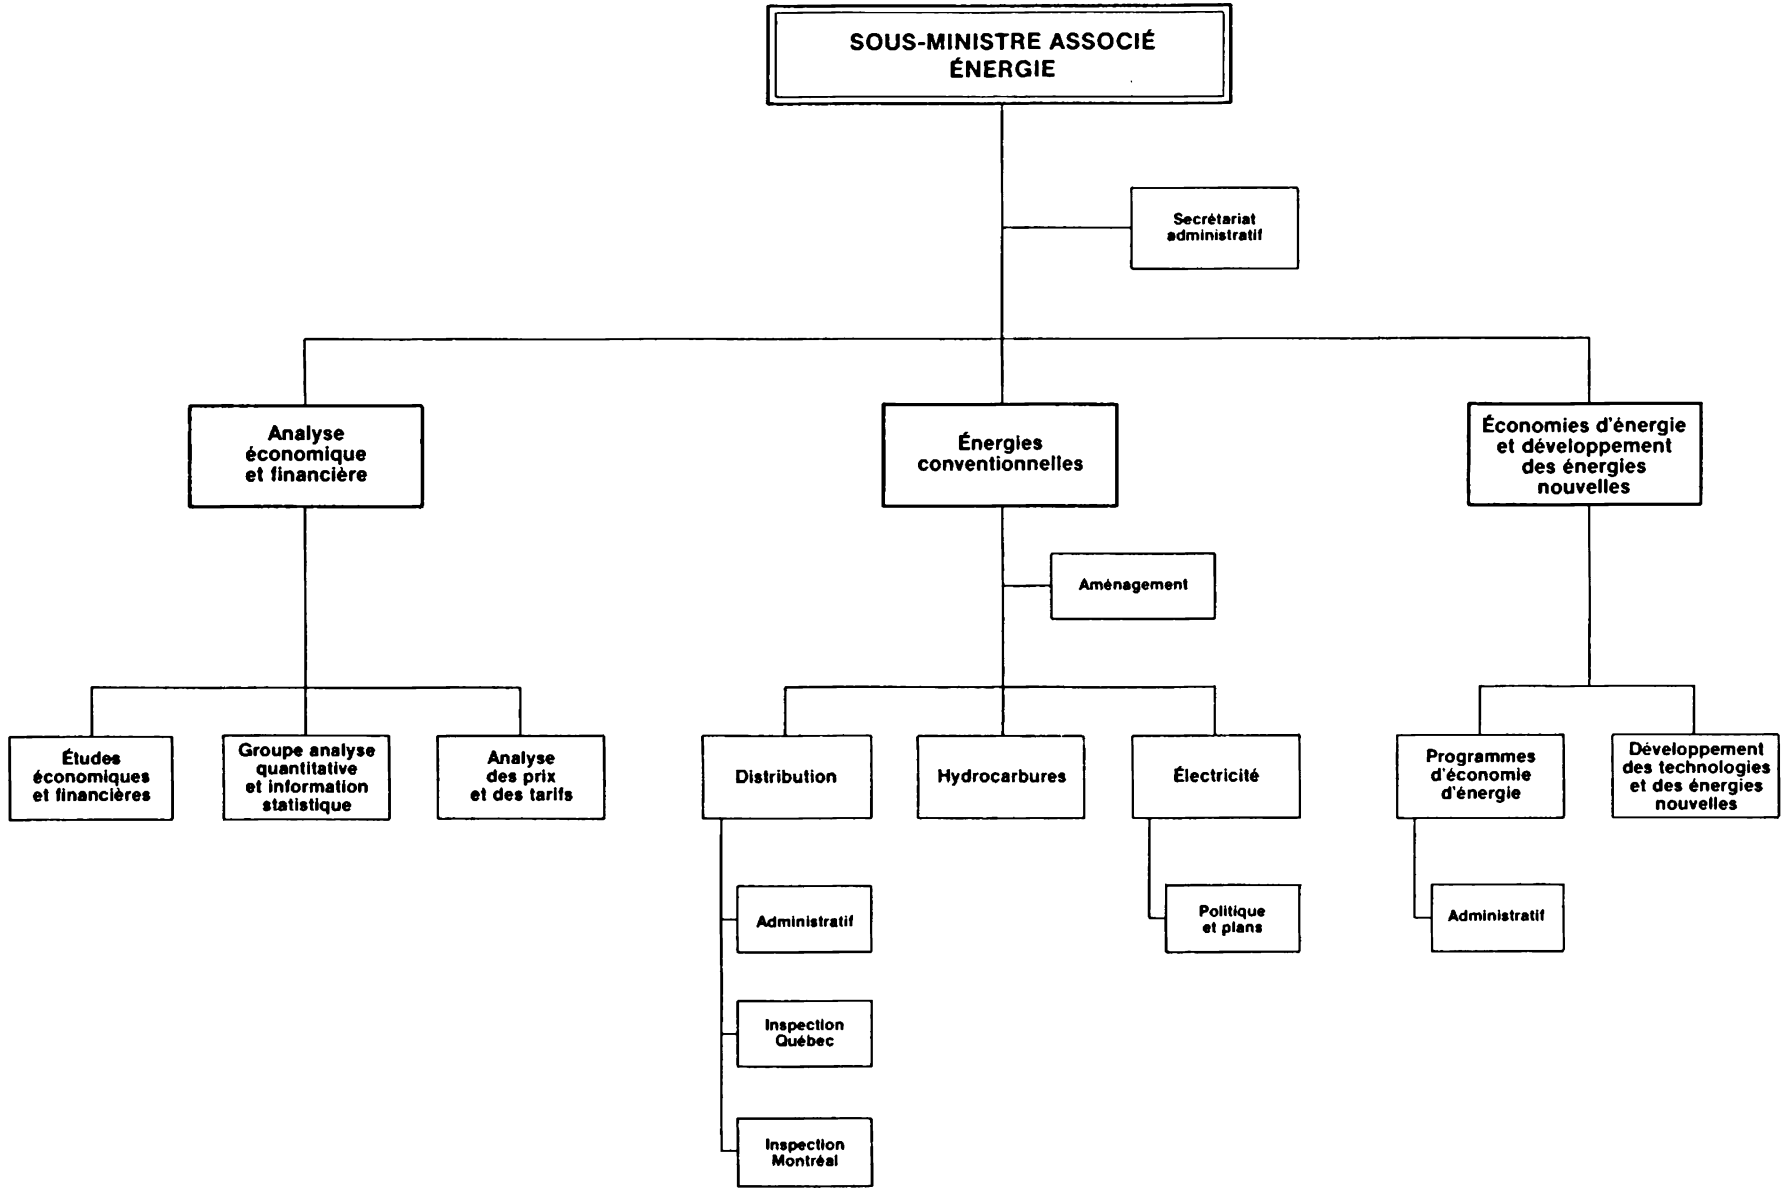 SOUS-MINISTRE ASSOCIÉ
ÉNERGIE
Secrétariat
administratif
Analyse
économique
et financière
Énergies
conventionnelles
Économies d'énergie
et développement
des énergies
nouvelles
Aménagement
Études
économiques
et financières
Groupe analyse
quantitative
et information
statistique
Analyse
des prix
et des tarifs
Distribution
Hydrocarbures
Électricité
Programmes
d'économie
d'énergie
Développement
des technologies
et des énergies
nouvelles
Administratif
Politique
et plans
Administratif
Inspection
Québec
Inspection
Montréal